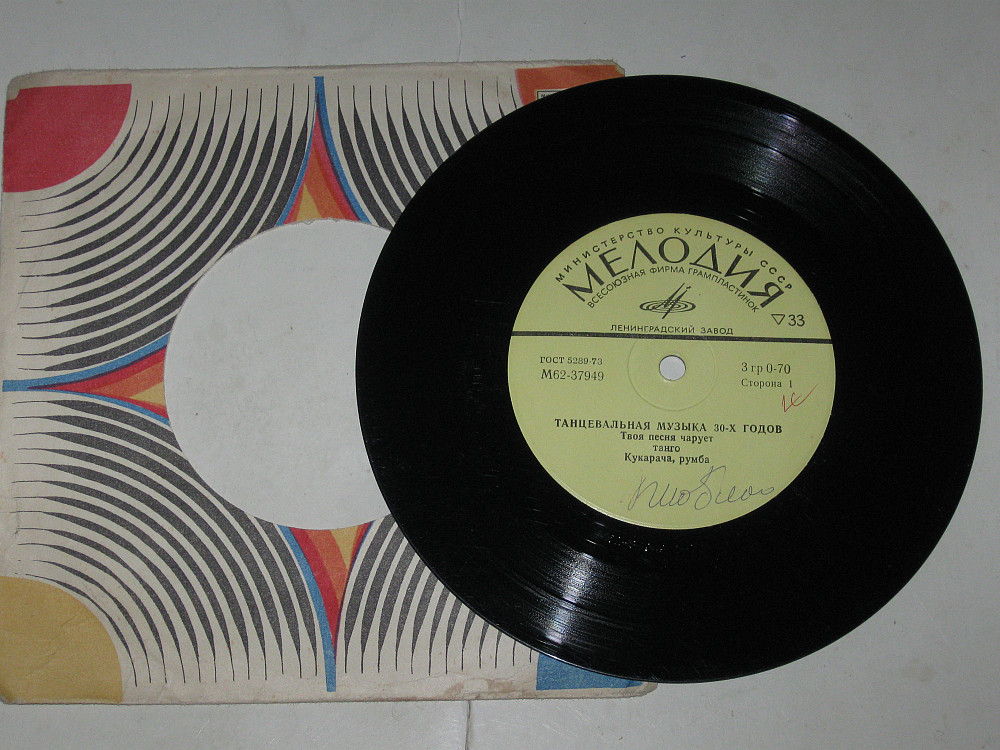 МИНИСТЕРСТВО КУЛЬТУРЫ СССР
МЕЛОДИЯ
ВСЕСОЮЗНАЯ ФИРМА ГРАМПЛАСТИНОК
33
ЛЕНИНГРАДСКИЙ ЗАВОД
ГОСТ 5289-73
М62-37949
3 гр 0-70
Сторона 1
ТАНЦЕВАЛЬНАЯ МУЗЫКА 30-Х ГОДОВ
Твоя песня чарует
танго
Кукарача, румба